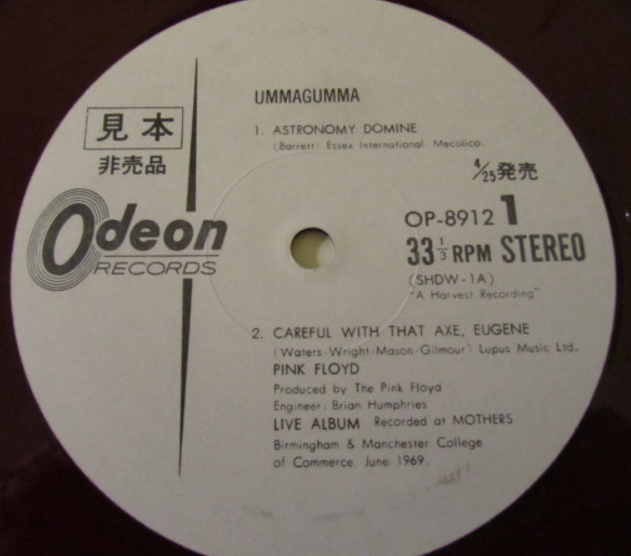 UMMAGUMMA
1. ASTRONOMY DOMINE
(Barrett) Essex International. Mecolico.
見本
非売品
4/25発売
Odeon
RECORDS
OP-8912 1
33 1/3 RPM STEREO
(SHDW-1A)
"A Harvest Recording"
2. CAREFUL WITH THAT AXE, EUGENE
(Waters-Wright-Mason-Gilmour) Lupus Music Ltd.
PINK FLOYD
Produced by The Pink Floyd
Engineer: Brian Humphries
LIVE ALBUM Recorded at MOTHERS
Birmingham & Manchester College
of Commerce. June 1969.